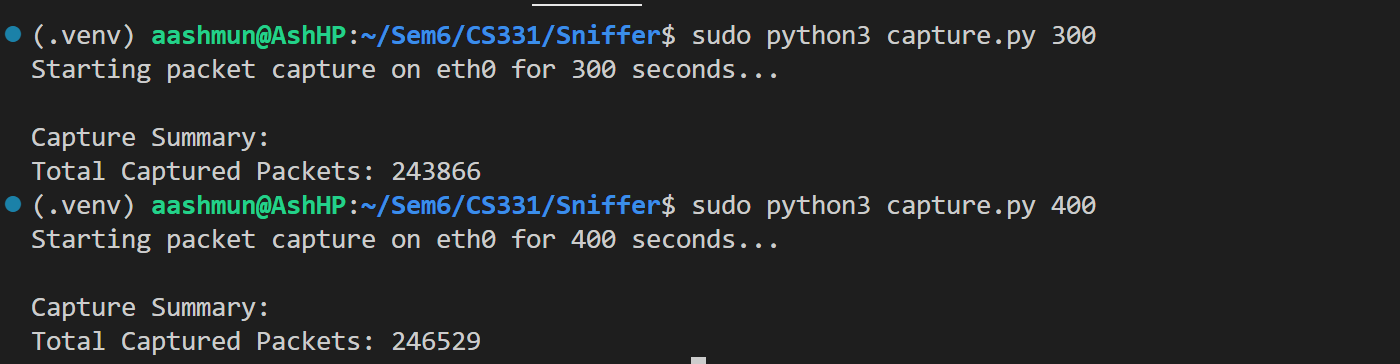 (.venv) aashmun@AshHP:~/Sem6/CS331/Sniffer$ sudo python3 capture.py 300
Starting packet capture on eth0 for 300 seconds...
Capture Summary:
Total Captured Packets: 243866
(.venv) aashmun@AshHP:~/Sem6/CS331/Sniffer$ sudo python3 capture.py 400
Starting packet capture on eth0 for 400 seconds...
Capture Summary:
Total Captured Packets: 246529